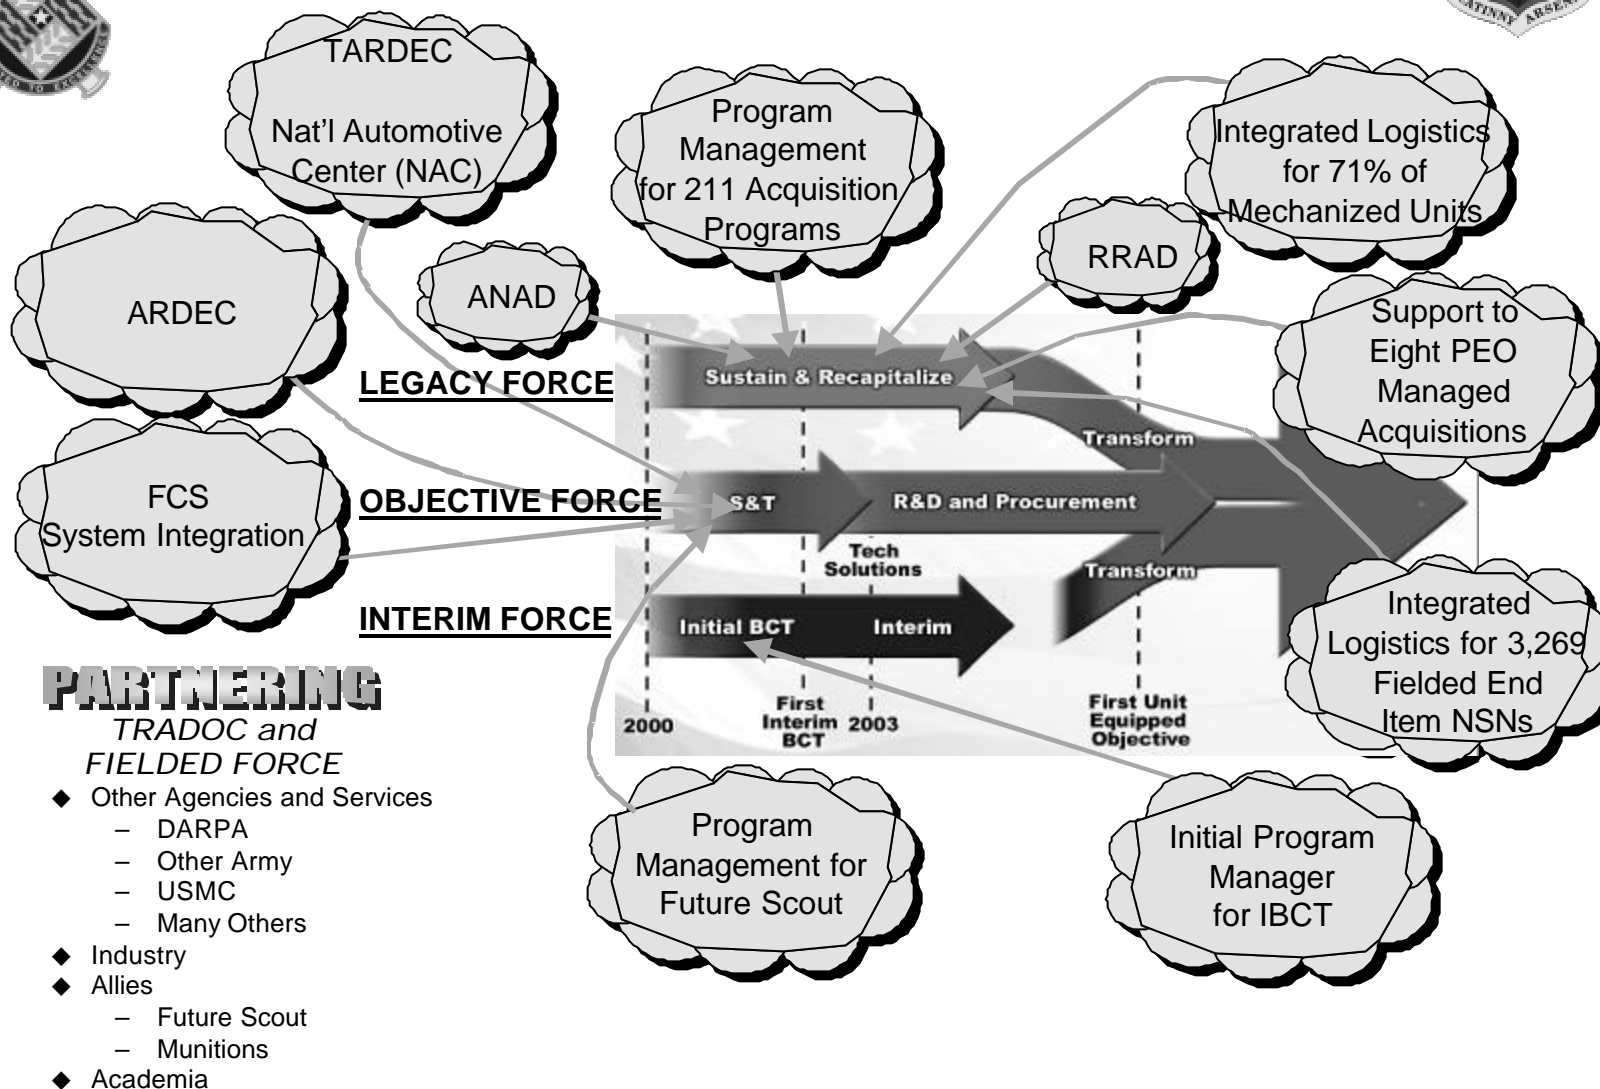 TARDEC
Nat'l Automotive
Center (NAC)
Program
Management
for 211 Acquisition
Programs
Integrated Logistics
for 71% of
Mechanized Units
RRAD
ANAD
ARDEC
Support to
Eight PEO
Managed
Acquisitions
FCS
System Integration
LEGACY FORCE
OBJECTIVE FORCE
INTERIM FORCE
Sustain & Recapitalize
Transform
S&T
R&D and Procurement
Tech
Solutions
Transform
Initial BCT
Interim
2000
First
Interim
BCT
2003
First Unit
Equipped
Objective
Integrated
Logistics for 3,269
Fielded End
Item NSNs
PARTNERING
TRADOC and
FIELDED FORCE
◆ Other Agencies and Services
– DARPA
– Other Army
– USMC
– Many Others
◆ Industry
◆ Allies
– Future Scout
– Munitions
◆ Academia
Program
Management for
Future Scout
Initial Program
Manager
for IBCT